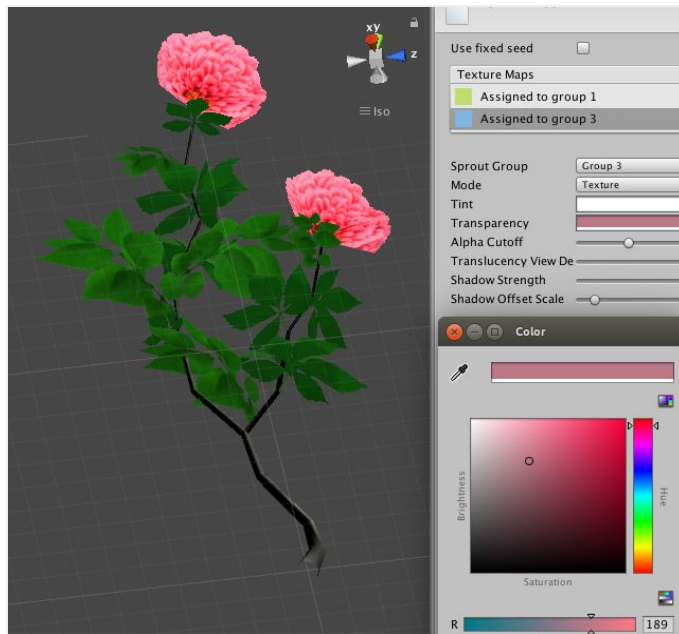 xy
z
Iso
Use fixed seed
Texture Maps
Assigned to group 1
Assigned to group 3
Sprout Group Group 3
Mode Texture
Tint
Transparency
Alpha Cutoff
Translucency View De
Shadow Strength
Shadow Offset Scale
Color
Brightness
Hue
Saturation
R 189